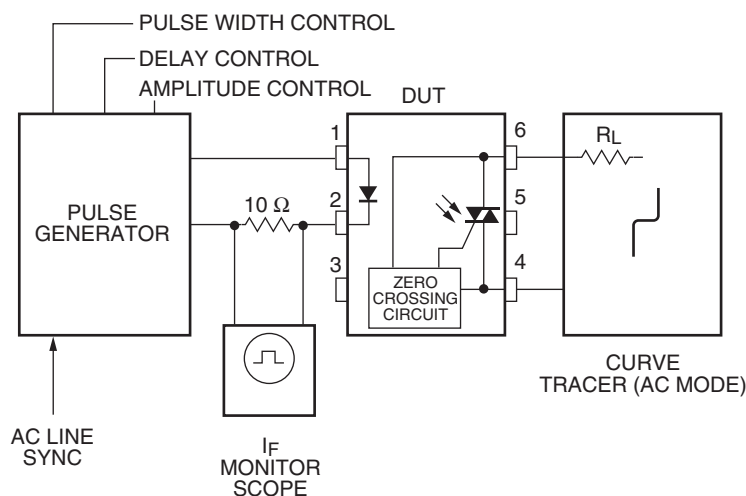 PULSE WIDTH CONTROL
DELAY CONTROL
AMPLITUDE CONTROL
DUT
PULSE
GENERATOR
10 Ω
1
2
3
6
5
4
ZERO
CROSSING
CIRCUIT
RL
CURVE
TRACER (AC MODE)
AC LINE
SYNC
IF
MONITOR
SCOPE